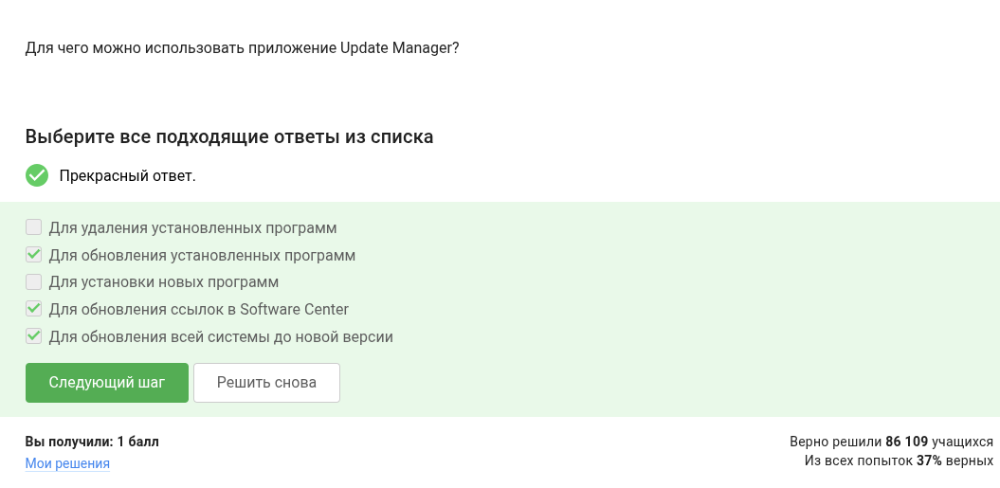 Для чего можно использовать приложение Update Manager?
Выберите все подходящие ответы из списка
Прекрасный ответ.
Для удаления установленных программ
Для обновления установленных программ
Для установки новых программ
Для обновления ссылок в Software Center
Для обновления всей системы до новой версии
Следующий шаг
Решить снова
Вы получили: 1 балл
Мои решения
Верно решили 86 109 учащихся
Из всех попыток 37% верных